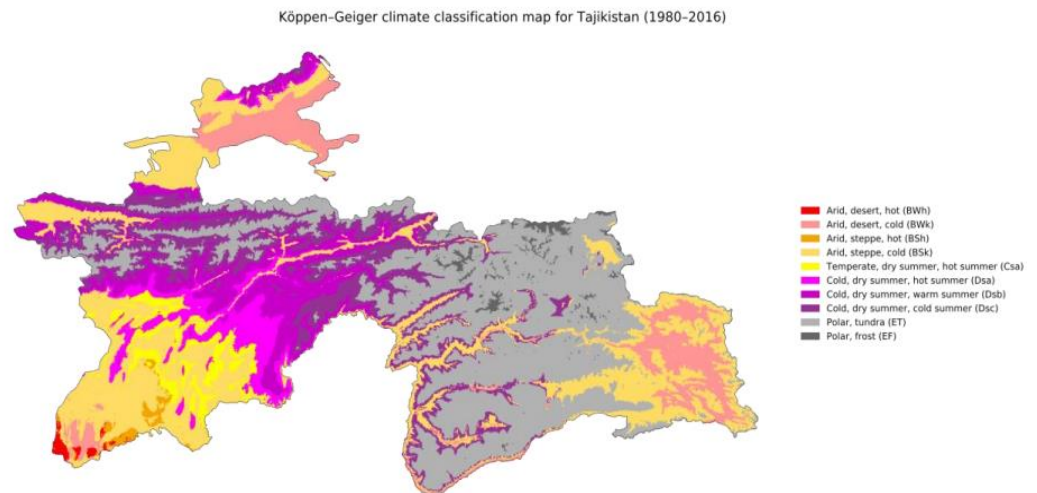 Köppen–Geiger climate classification map for Tajikistan (1980–2016)
Arid, desert, hot (BWh)
Arid, desert, cold (BWk)
Arid, steppe, hot (BSh)
Arid, steppe, cold (BSk)
Temperate, dry summer, hot summer (Csa)
Cold, dry summer, hot summer (Dsa)
Cold, dry summer, warm summer (Dsb)
Cold, dry summer, cold summer (Dsc)
Polar, tundra (ET)
Polar, frost (EF)